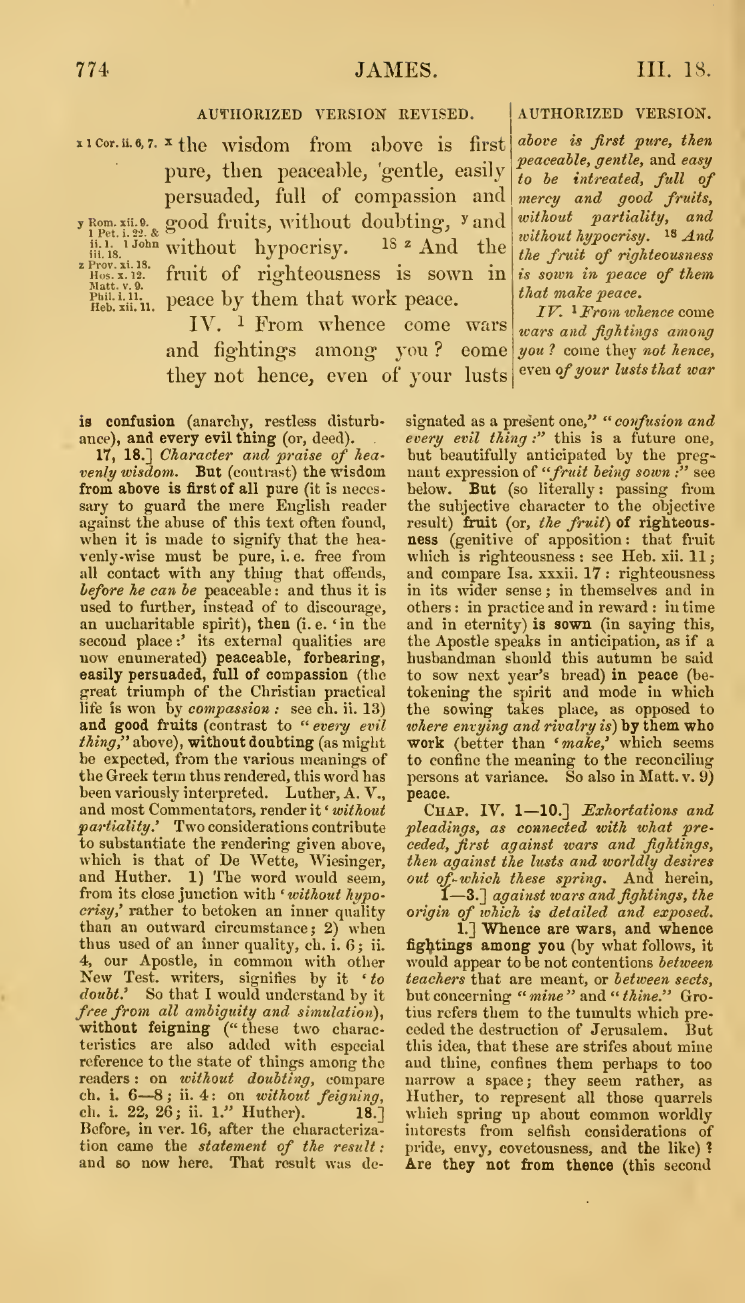 774
JAMES.
III. 18.
AUTHORIZED VERSION REVISED.
x 1 Cor. ii. 6, 7.
x the wisdom from above is first
pure, then peaceable, 'gentle, easily
persuaded, full of compassion and
y Rom. xii. 9.
1 Pet. i. 22. &
ii. 1. 1 John
iii. 18.
z Prov. xi. 18.
Hos. x. 12.
Matt. v. 9.
Phil. i. 11.
Heb. xii. 11.
good fruits, without doubting, y and
without hypocrisy. 18 z And the
fruit of righteousness is sown in
peace by them that work peace.
IV. 1 From whence come wars
and fightings among you? come
they not hence, even of your lusts
AUTHORIZED VERSION.
above is first pure, then
peaceable, gentle, and easy
to be intreated, full of
mercy and good fruits,
without partiality, and
without hypocrisy. 18 And
the fruit of righteousness
is sown in peace of them
that make peace.
IV. 1 From whence come
wars and fightings among
you? come they not hence,
even of your lusts that war
is confusion (anarchy, restless disturb-
ance), and every evil thing (or, deed).
17, 18.] Character and praise of hea-
venly wisdom. But (contrast) the wisdom
from above is first of all pure (it is neces-
sary to guard the mere English reader
against the abuse of this text often found,
when it is made to signify that the hea-
venly-wise must be pure, i. e. free from
all contact with any thing that offends,
before he can be peaceable: and thus it is
used to further, instead of to discourage,
an uncharitable spirit), then (i. e. 'in the
second place:' its external qualities are
now enumerated) peaceable, forbearing,
easily persuaded, full of compassion (the
great triumph of the Christian practical
life is won by compassion: see ch. ii. 13)
and good fruits (contrast to "every evil
thing," above), without doubting (as might
be expected, from the various meanings of
the Greek term thus rendered, this word has
been variously interpreted. Luther, A. V.,
and most Commentators, render it 'without
partiality.' Two considerations contribute
to substantiate the rendering given above,
which is that of De Wette, Wiesinger,
and Huther. 1) The word would seem,
from its close junction with 'without hypo-
crisy,' rather to betoken an inner quality
than an outward circumstance; 2) when
thus used of an inner quality, ch. i. 6; ii.
4, our Apostle, in common with other
New Test. writers, signifies by it 'to
doubt.' So that I would understand by it
free from all ambiguity and simulation),
without feigning ("these two charac-
teristics are also added with especial
reference to the state of things among the
readers: on without doubting, compare
ch. i. 6—8; ii. 4: on without feigning,
ch. i. 22, 26; ii. 1." Huther). 18.]
Before, in ver. 16, after the characteriza-
tion came the statement of the result:
and so now here. That result was de-
signated as a present one," "confusion and
every evil thing:" this is a future one,
but beautifully anticipated by the preg-
nant expression of "fruit being sown:" see
below. But (so literally: passing from
the subjective character to the objective
result) fruit (or, the fruit) of righteous-
ness (genitive of apposition: that fruit
which is righteousness: see Heb. xii. 11;
and compare Isa. xxxii. 17: righteousness
in its wider sense; in themselves and in
others: in practice and in reward: in time
and in eternity) is sown (in saying this,
the Apostle speaks in anticipation, as if a
husbandman should this autumn be said
to sow next year's bread) in peace (be-
tokening the spirit and mode in which
the sowing takes place, as opposed to
where envying and rivalry is) by them who
work (better than 'make,' which seems
to confine the meaning to the reconciling
persons at variance. So also in Matt. v. 9)
peace.
CHAP. IV. 1—10.] Exhortations and
pleadings, as connected with what pre-
ceded, first against wars and fightings,
then against the lusts and worldly desires
out of which these spring. And herein,
1—3.] against wars and fightings, the
origin of which is detailed and exposed.
1.] Whence are wars, and whence
fightings among you (by what follows, it
would appear to be not contentions between
teachers that are meant, or between sects,
but concerning "mine" and "thine." Gro-
tius refers them to the tumults which pre-
ceded the destruction of Jerusalem. But
this idea, that these are strifes about mine
and thine, confines them perhaps to too
narrow a space; they seem rather, as
Huther, to represent all those quarrels
which spring up about common worldly
interests from selfish considerations of
pride, envy, covetousness, and the like)?
Are they not from thence (this second